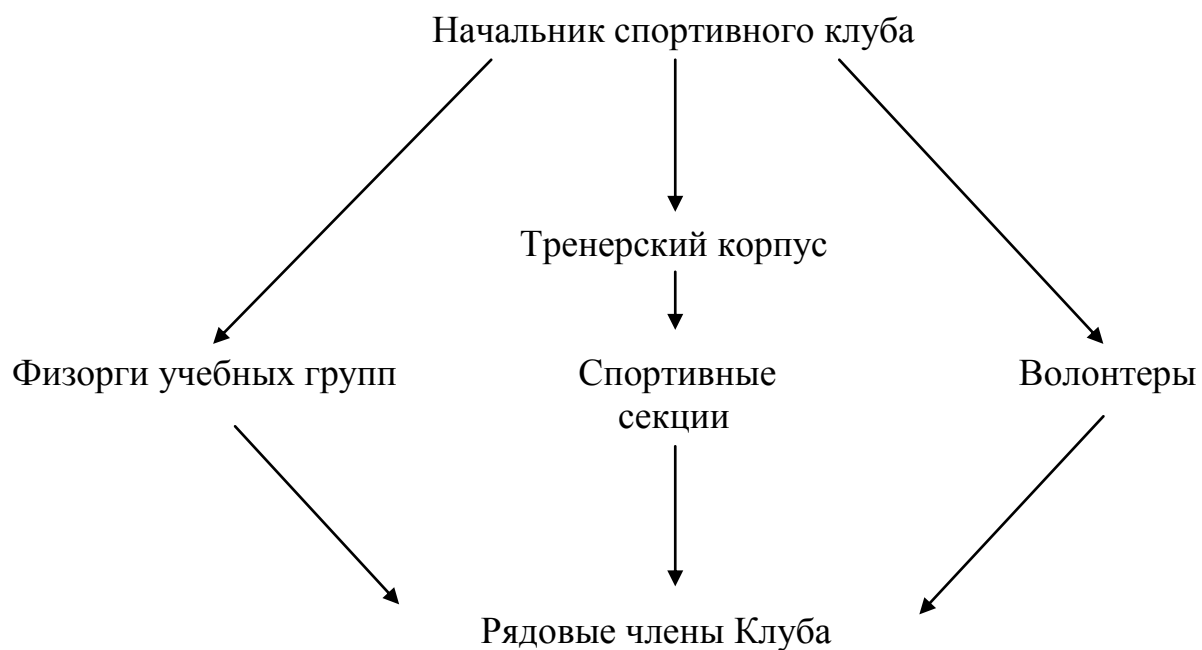 Начальник спортивного клуба
Тренерский корпус
Физорги учебных групп
Спортивные
секции
Волонтеры
Рядовые члены Клуба